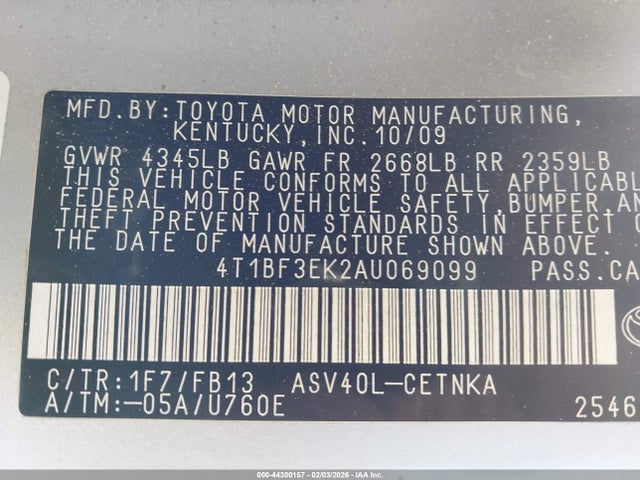 MFD.BY:TOYOTA MOTOR MANUFACTURING,
KENTUCKY,INC.10/09
GVWR 4345LB GAWR FR 2668LB RR 2359LB
THIS VEHICLE CONFORMS TO ALL APPLICABL
FEDERAL MOTOR VEHICLE SAFETY,BUMPER,AN
THEFT PREVENTION STANDARDS IN EFFECT O
THE DATE OF MANUFACTURE SHOWN ABOVE.
4T1BF3EK2AU069099 PASS.CA
C/TR:1F7/FB13 ASV40L-CETNKA
A/TM:-05A/U760E 2546
000-44300157 - 02/03/2026 - IAA Inc.